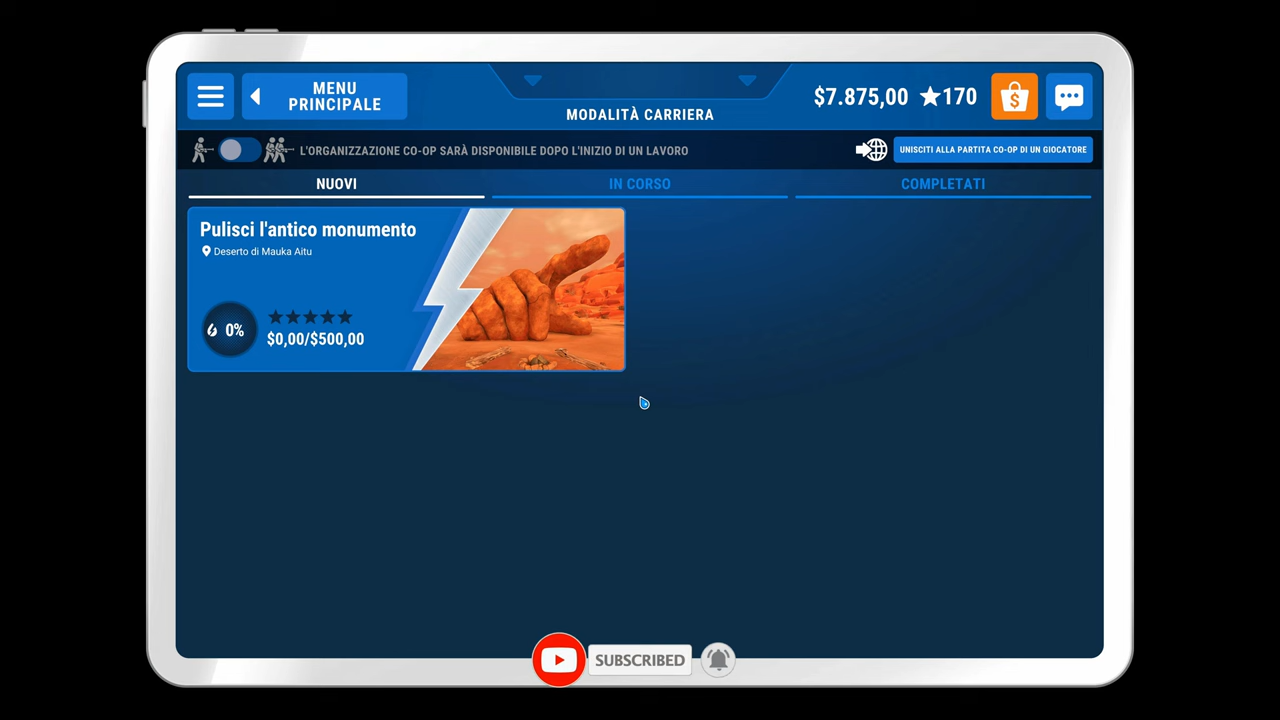 MENU
PRINCIPALE
MODALITÀ CARRIERA
$7.875,00 ★170
L'ORGANIZZAZIONE CO-OP SARÀ DISPONIBILE DOPO L'INIZIO DI UN LAVORO
UNISCITI ALLA PARTITA CO-OP DI UN GIOCATORE
NUOVI
IN CORSO
COMPLETATI
Pulisci l'antico monumento
Deserto di Mauka Aitu
0%
$0,00/$500,00
SUBSCRIBED